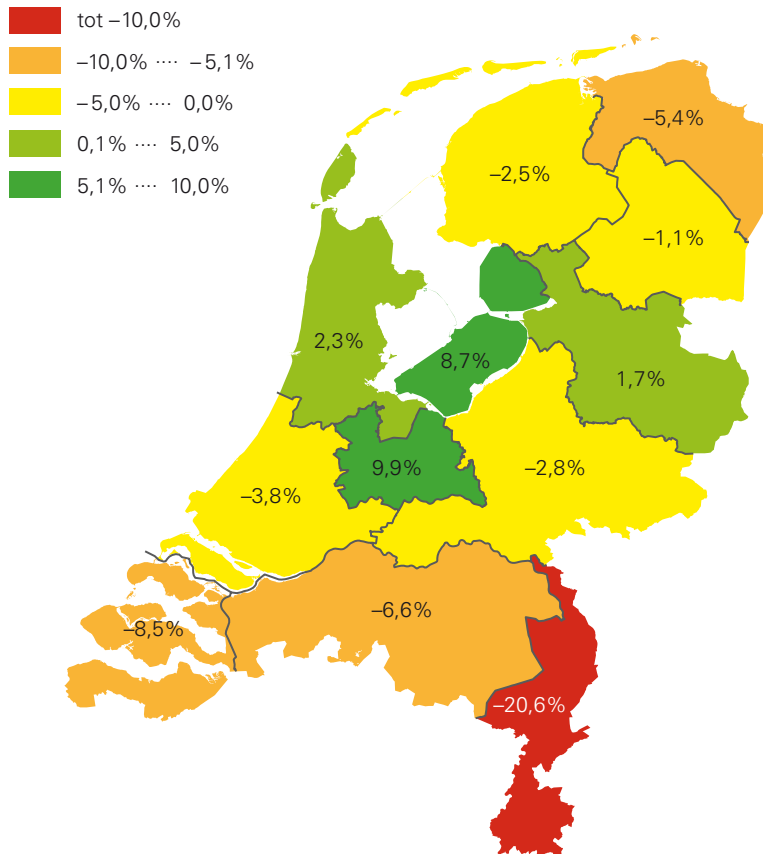 tot –10,0%
–10,0% ···· –5,1%
–5,0% ···· 0,0%
0,1% ···· 5,0%
5,1% ···· 10,0%
–5,4%
–2,5%
–1,1%
2,3%
8,7%
1,7%
9,9%
–2,8%
–3,8%
–6,6%
–8,5%
–20,6%